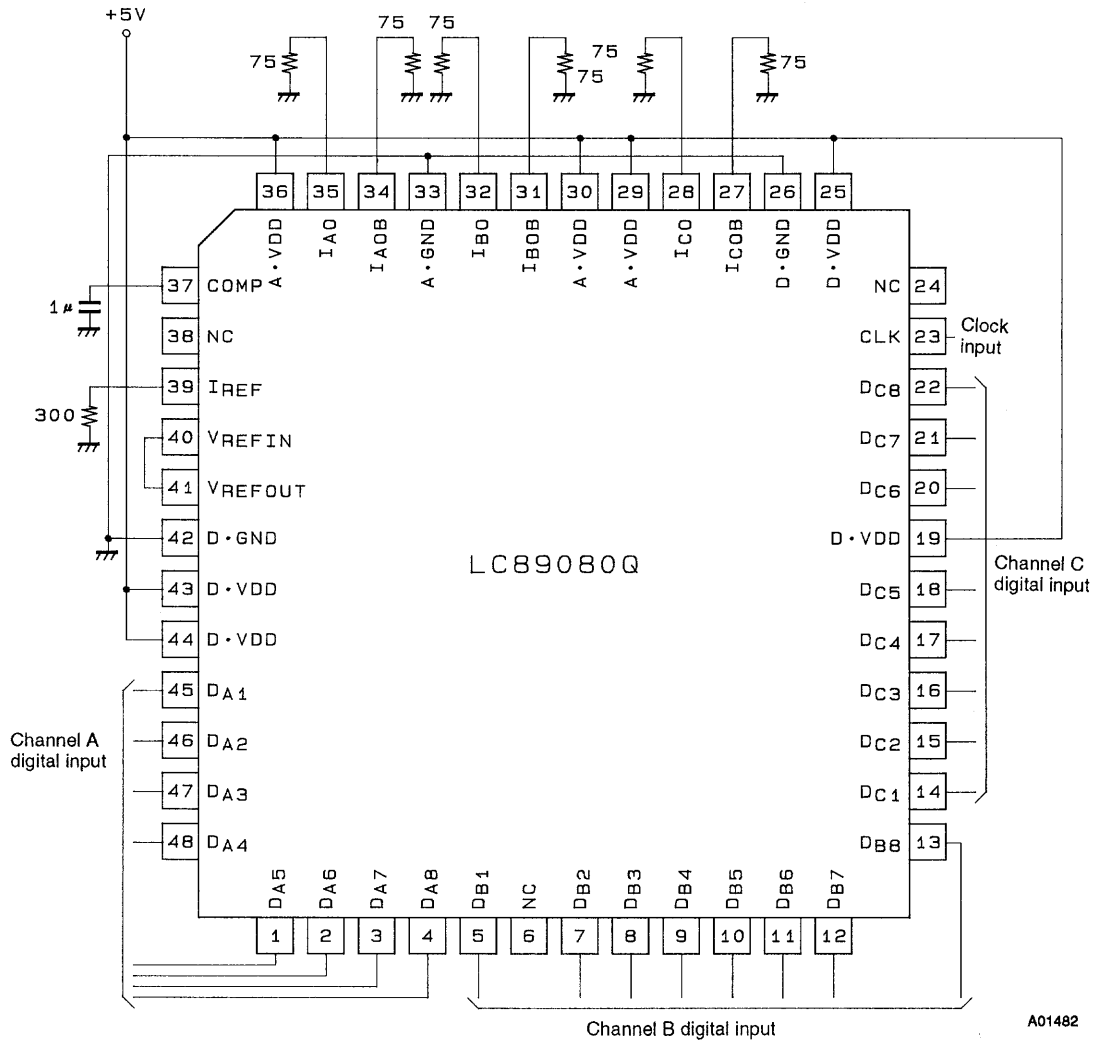 +5V
75 75
75 75 75 75
36 35 34 33 32 31 30 29 28 27 26 25
A·VDD IAO IAOB A·GND IBO IBOB A·VDD A·VDD ICO ICOB D·GND D·VDD
37 COMP
1μ
38 NC
39 IREF
300
40 VREFIN
41 VREFOUT
42 D·GND
43 D·VDD
44 D·VDD
45 DA1
46 DA2
47 DA3
48 DA4
Channel A
digital input
LC89080Q
NC 24
CLK 23
Clock
input
DC8 22
DC7 21
DC6 20
D·VDD 19
DC5 18
DC4 17
DC3 16
DC2 15
DC1 14
DB8 13
Channel C
digital input
DA5 DA6 DA7 DA8 DB1 NC DB2 DB3 DB4 DB5 DB6 DB7
1 2 3 4 5 6 7 8 9 10 11 12
Channel B digital input
A01482